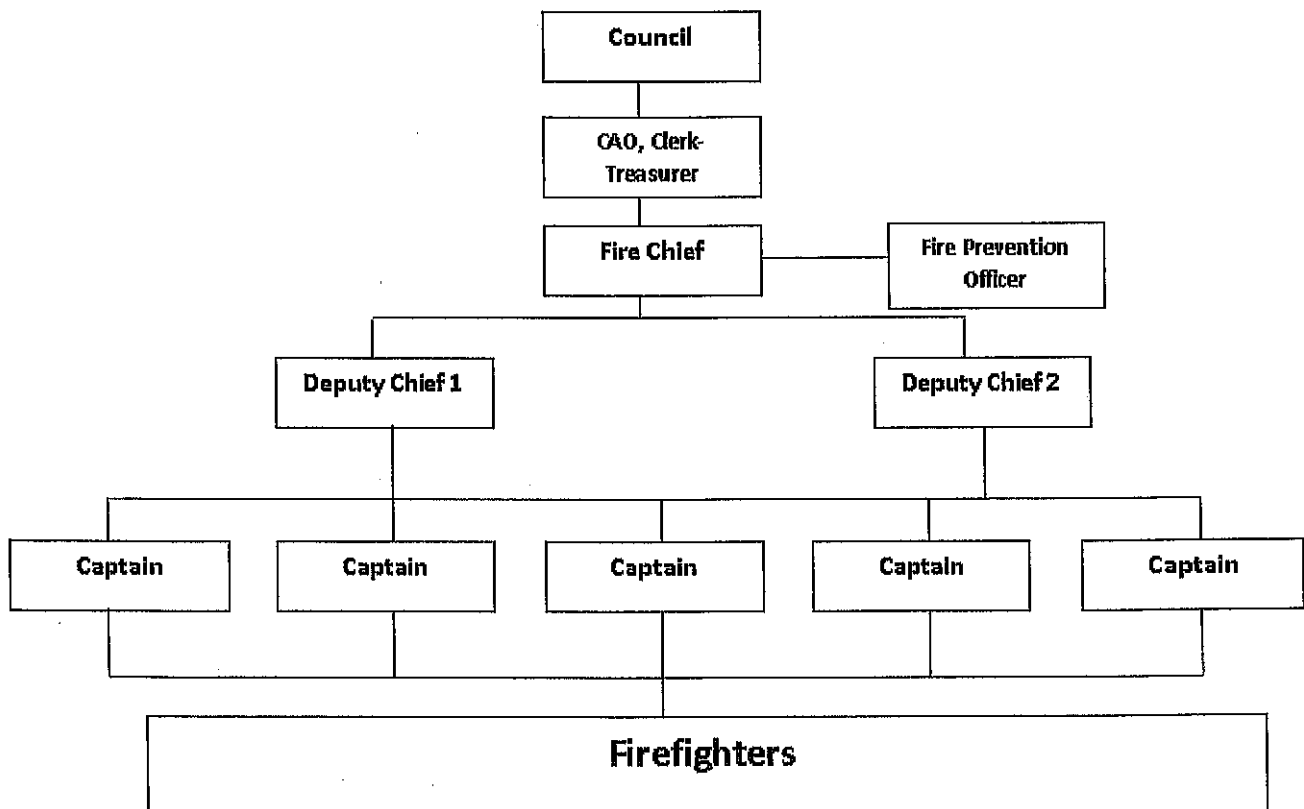 Council
CAO, Clerk-
Treasurer
Fire Chief
Fire Prevention
Officer
Deputy Chief 1
Deputy Chief 2
Captain
Captain
Captain
Captain
Captain
Firefighters